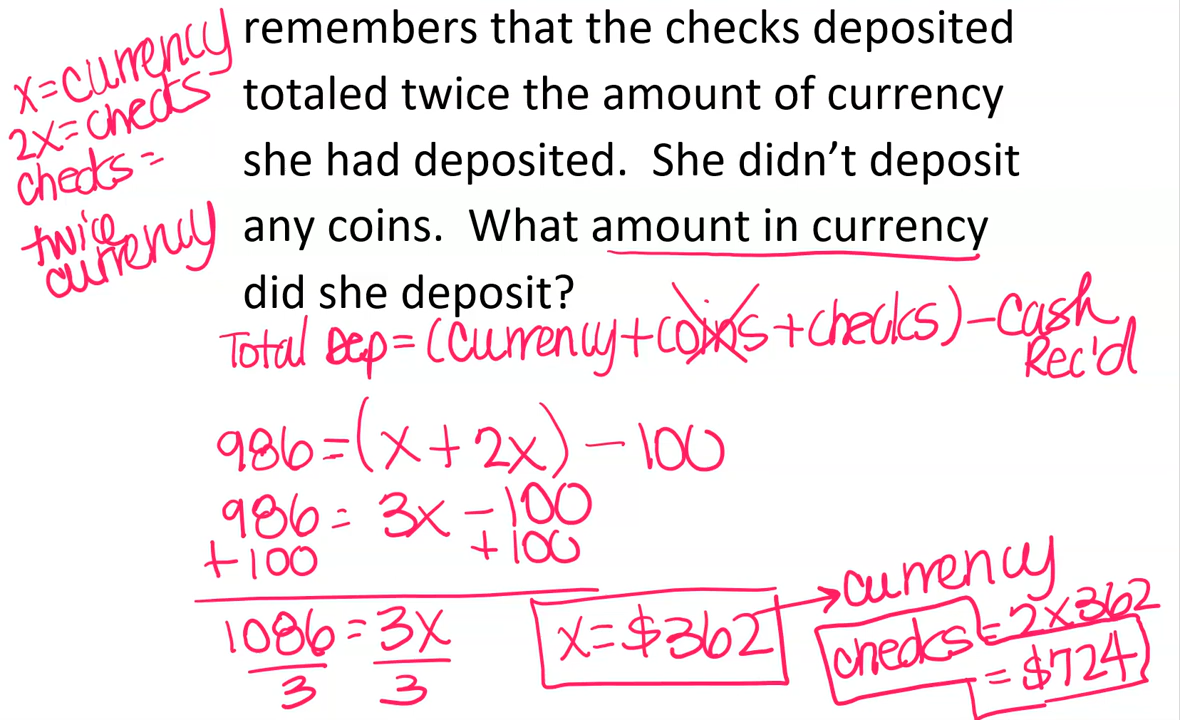 remembers that the checks deposited
totaled twice the amount of currency
she had deposited. She didn't deposit
any coins. What amount in currency
did she deposit?
x=currency
2x=checks
checks =
twice
currency
Total Dep=(Currency+coins+checks)-Cash
Rec'd
986=(x+2x)-100
986= 3x -100
+100 +100
1086=3x
3 3
x=$362
currency
checks=2x362
=$724